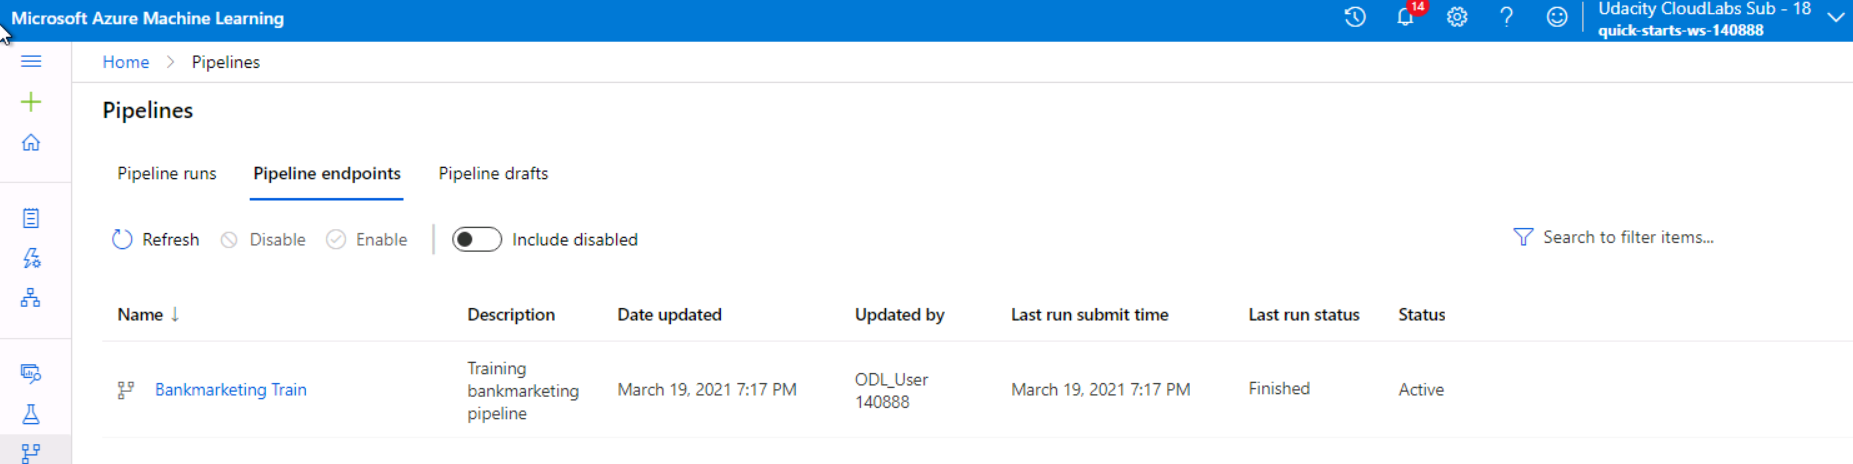 Microsoft Azure Machine Learning
14
Udacity CloudLabs Sub - 18
quick-starts-ws-140888
Home > Pipelines
Pipelines
Pipeline runs Pipeline endpoints Pipeline drafts
Refresh Disable Enable Include disabled Search to filter items...
Name ↓ Description Date updated Updated by Last run submit time Last run status Status
Bankmarketing Train Training bankmarketing pipeline March 19, 2021 7:17 PM ODL_User 140888 March 19, 2021 7:17 PM Finished Active